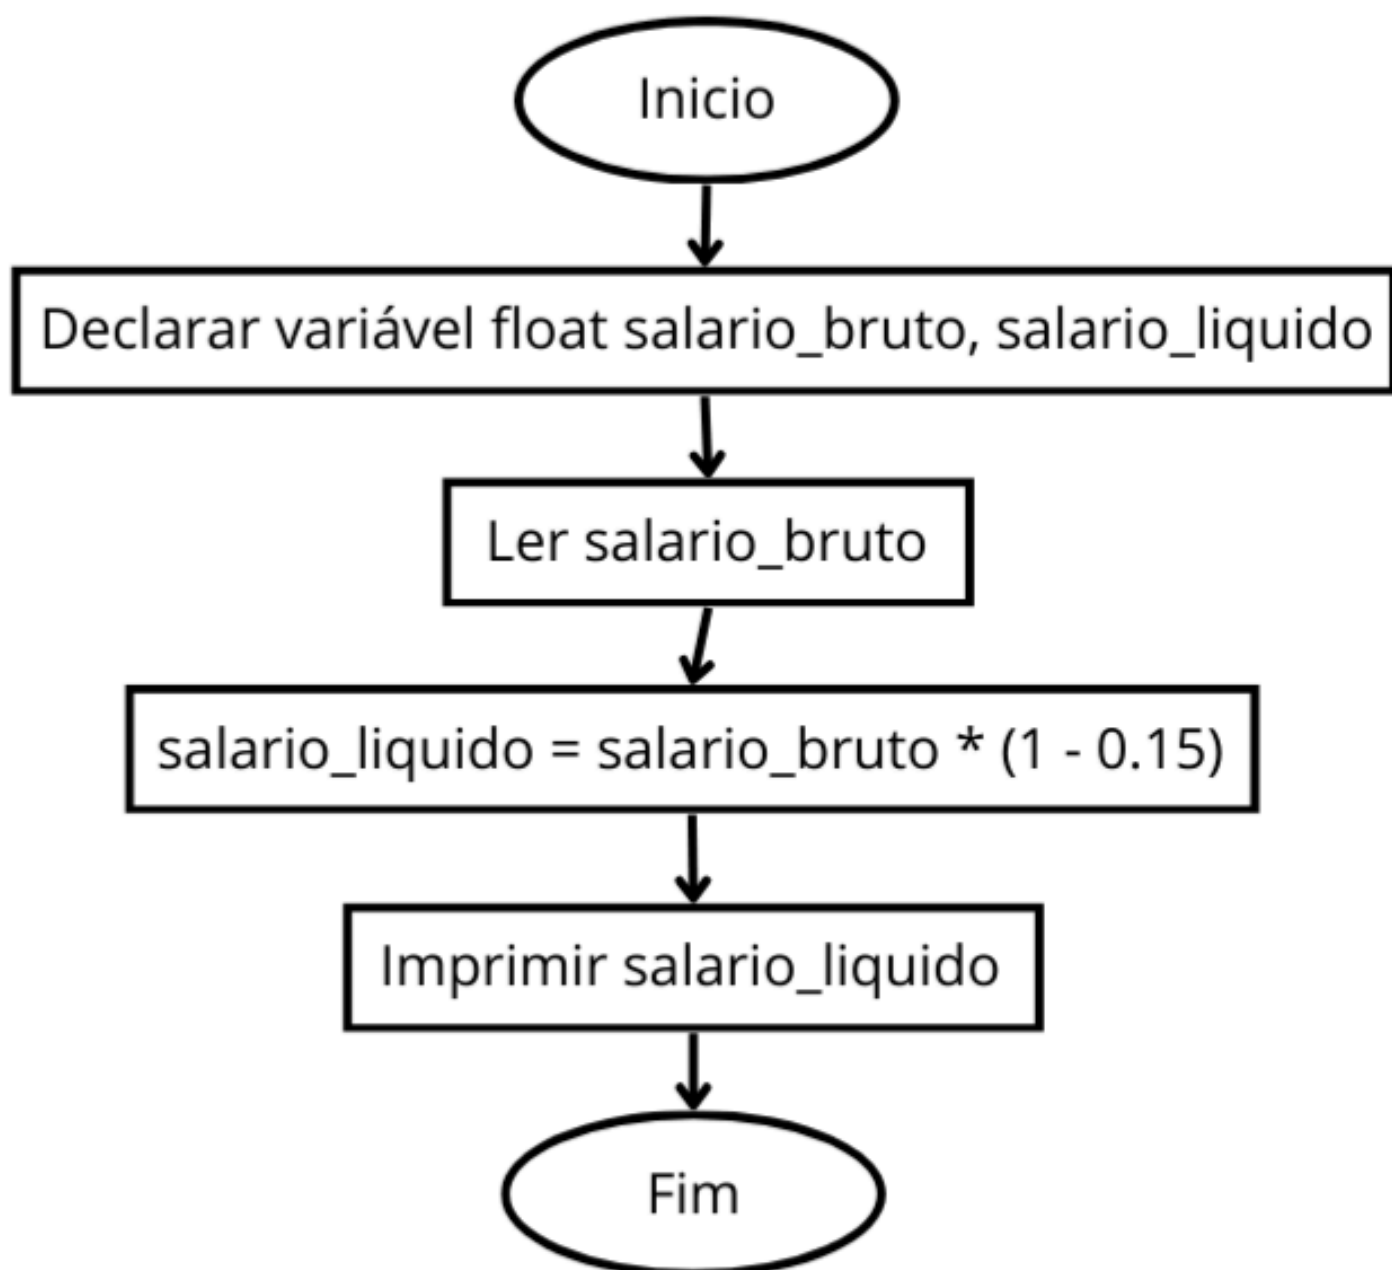 Inicio
Declarar variável float salario_bruto, salario_liquido
Ler salario_bruto
salario_liquido = salario_bruto * (1 - 0.15)
Imprimir salario_liquido
Fim